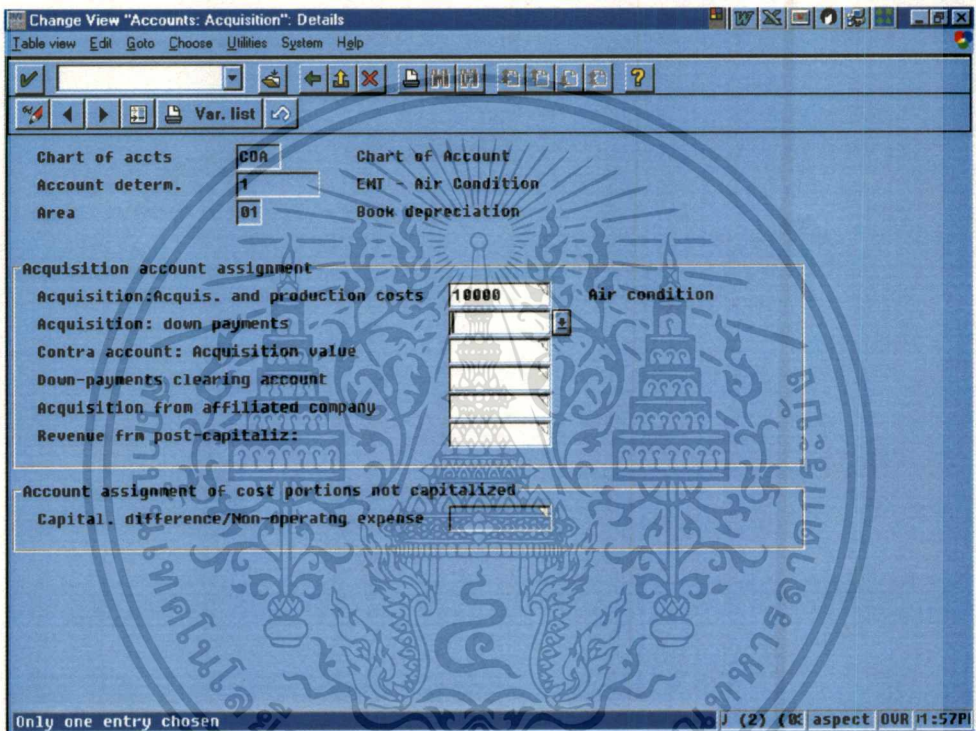 Change View "Accounts: Acquisition": Details
Table view Edit Goto Choose Utilities System Help
Var. list
Chart of accts COA Chart of Account
Account determ. 1 EMT - Air Condition
Area 01 Book depreciation
Acquisition account assignment
Acquisition:Acquis. and production costs 10000 Air condition
Acquisition: down payments
Contra account: Acquisition value
Down-payments clearing account
Acquisition from affiliated company
Revenue frm post-capitaliz:
Account assignment of cost portions not capitalized
Capital. difference/Non-operatng expense
Only one entry chosen (2) aspect OVR 1:57P